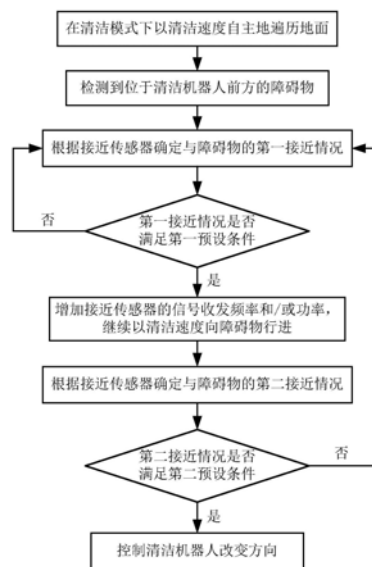 在清洁模式下以清洁速度自主地遍历地面
检测到位于清洁机器人前方的障碍物
根据接近传感器确定与障碍物的第一接近情况
否
第一接近情况是否
满足第一预设条件
是
增加接近传感器的信号收发频率和/或功率，
继续以清洁速度向障碍物行进
根据接近传感器确定与障碍物的第二接近情况
第二接近情况是否
满足第二预设条件
否
是
控制清洁机器人改变方向